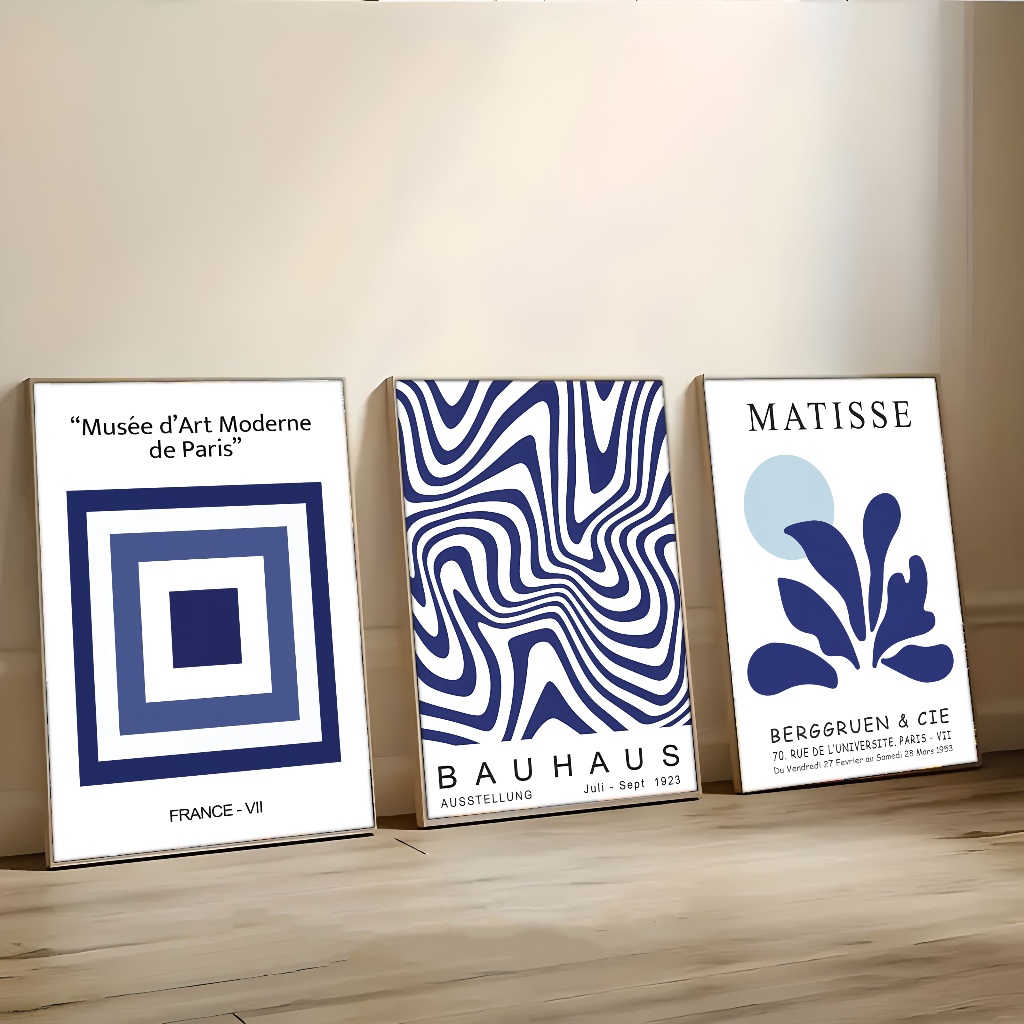 “Musée d’Art Moderne
de Paris”
FRANCE - VII
BAUHAUS
AUSSTELLUNG
Juli - Sept 1923
MATISSE
BERGGRUEN & CIE
70, RUE DE L'UNIVERSITE, PARIS - VII
Du Vendredi 27 Fevrier au Samedi 28 Mars 1953